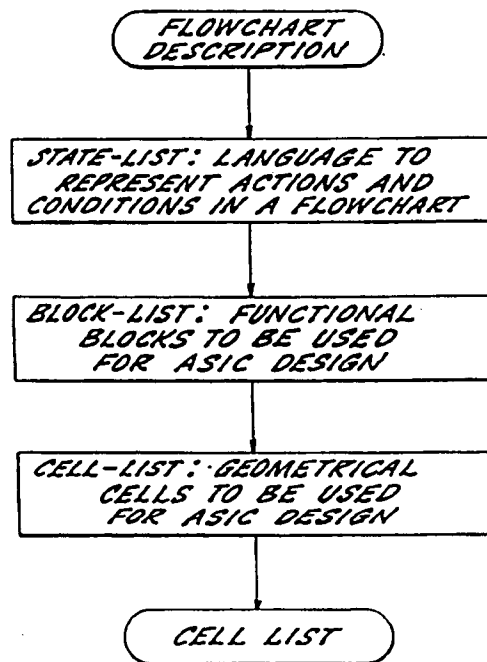 FLOWCHART
DESCRIPTION
STATE-LIST: LANGUAGE TO
REPRESENT ACTIONS AND
CONDITIONS IN A FLOWCHART
BLOCK-LIST: FUNCTIONAL
BLOCKS TO BE USED
FOR ASIC DESIGN
CELL-LIST: GEOMETRICAL
CELLS TO BE USED
FOR ASIC DESIGN
CELL LIST